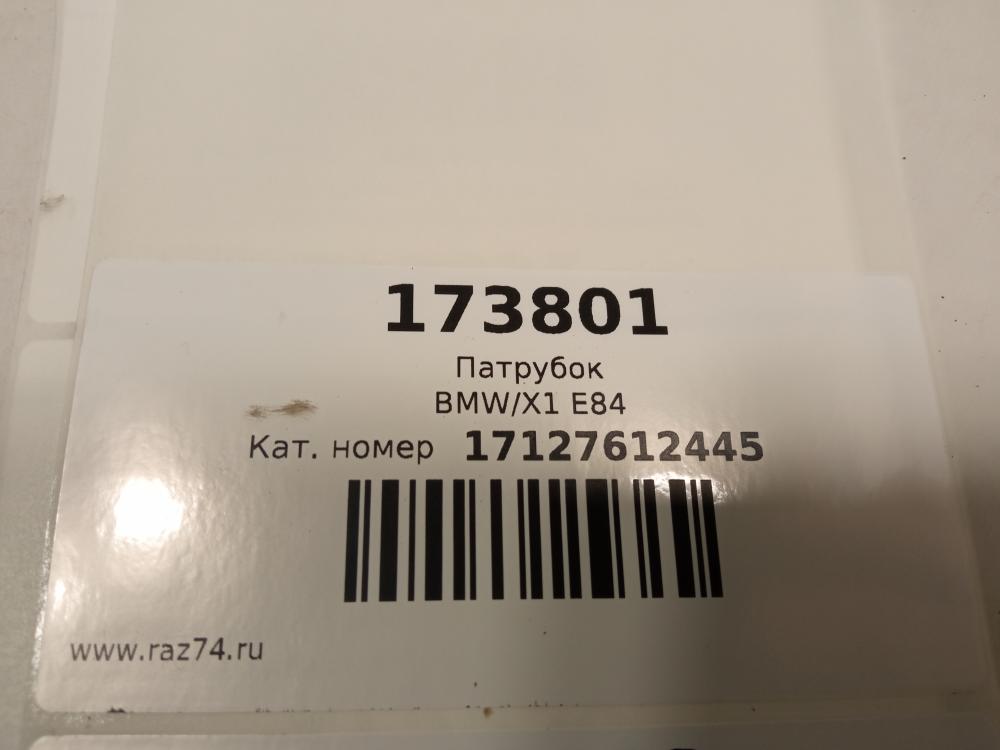 173801
Патрубок
BMW/X1 E84
Кат. номер 17127612445
www.raz74.ru